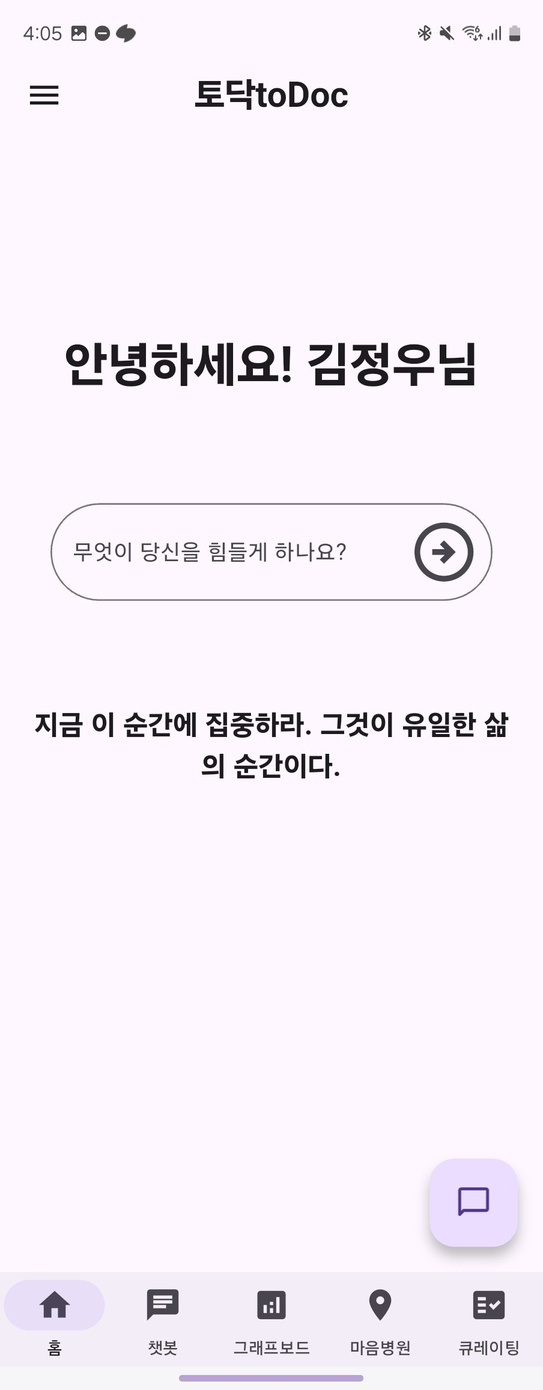 4:05
토닥toDoc
안녕하세요! 김정우님
무엇이 당신을 힘들게 하나요?
지금 이 순간에 집중하라. 그것이 유일한 삶
의 순간이다.
홈
챗봇
그래프보드
마음병원
큐레이팅